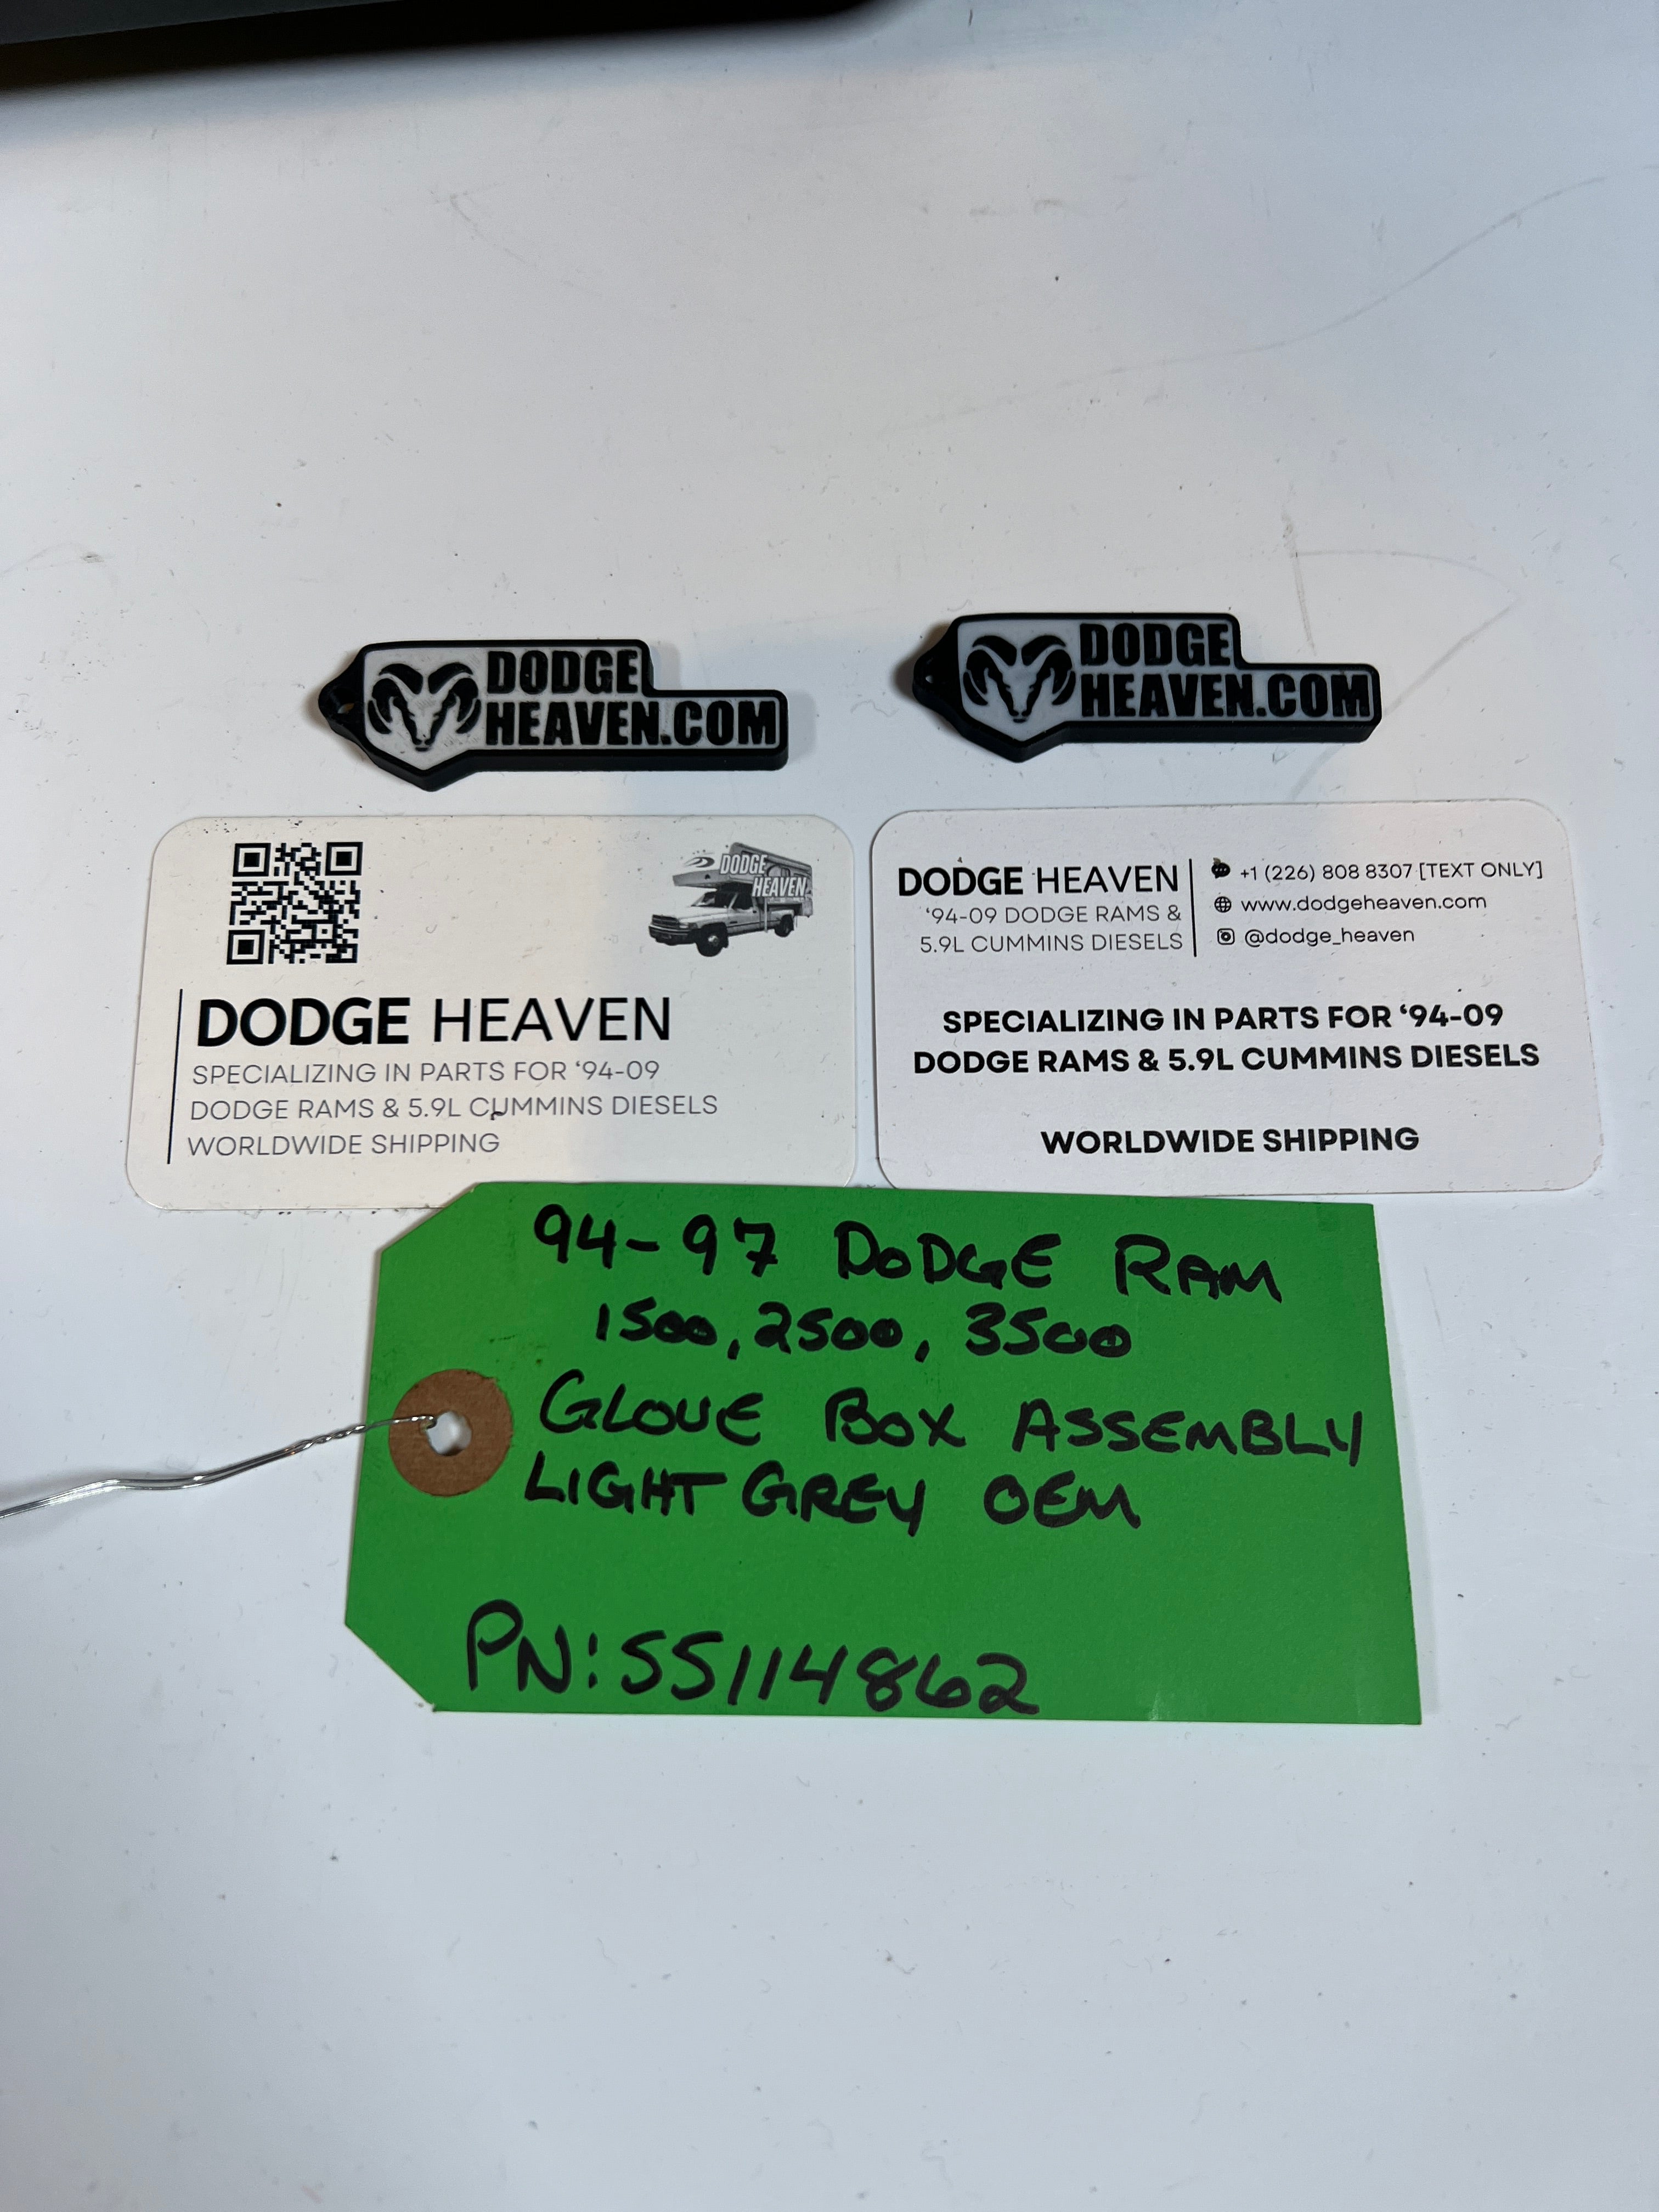 DODGE
HEAVEN.COM
DODGE
HEAVEN.COM
DODGE
HEAVEN
DODGE HEAVEN
SPECIALIZING IN PARTS FOR ‘94-09
DODGE RAMS & 5.9L CUMMINS DIESELS
WORLDWIDE SHIPPING
DODGE HEAVEN
‘94-09 DODGE RAMS &
5.9L CUMMINS DIESELS
+1 (226) 808 8307 [TEXT ONLY]
www.dodgeheaven.com
@dodge_heaven
SPECIALIZING IN PARTS FOR ‘94-09
DODGE RAMS & 5.9L CUMMINS DIESELS
WORLDWIDE SHIPPING
94-97 DODGE RAM
1500, 2500, 3500
GLOVE BOX ASSEMBLY
LIGHT GREY OEM
PN: 55114862